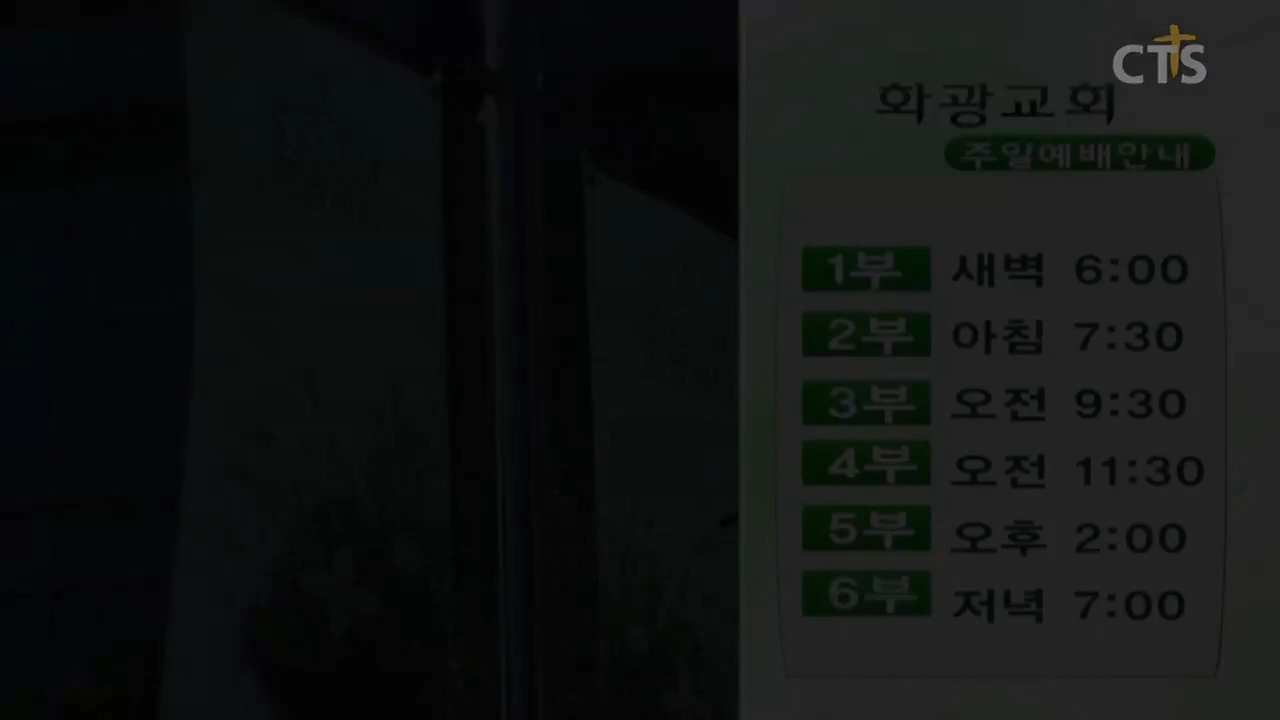 CTS
화광교회
주일예배안내
1부 새벽 6:00
2부 아침 7:30
3부 오전 9:30
4부 오전 11:30
5부 오후 2:00
6부 저녁 7:00